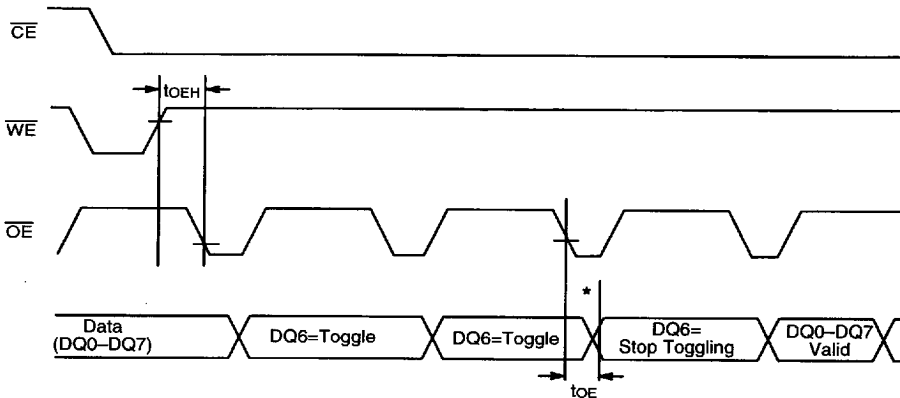 CE
tOEH
WE
OE
*
Data
(DQ0–DQ7)
DQ6=Toggle
DQ6=Toggle
DQ6=
Stop Toggling
DQ0–DQ7
Valid
tOE